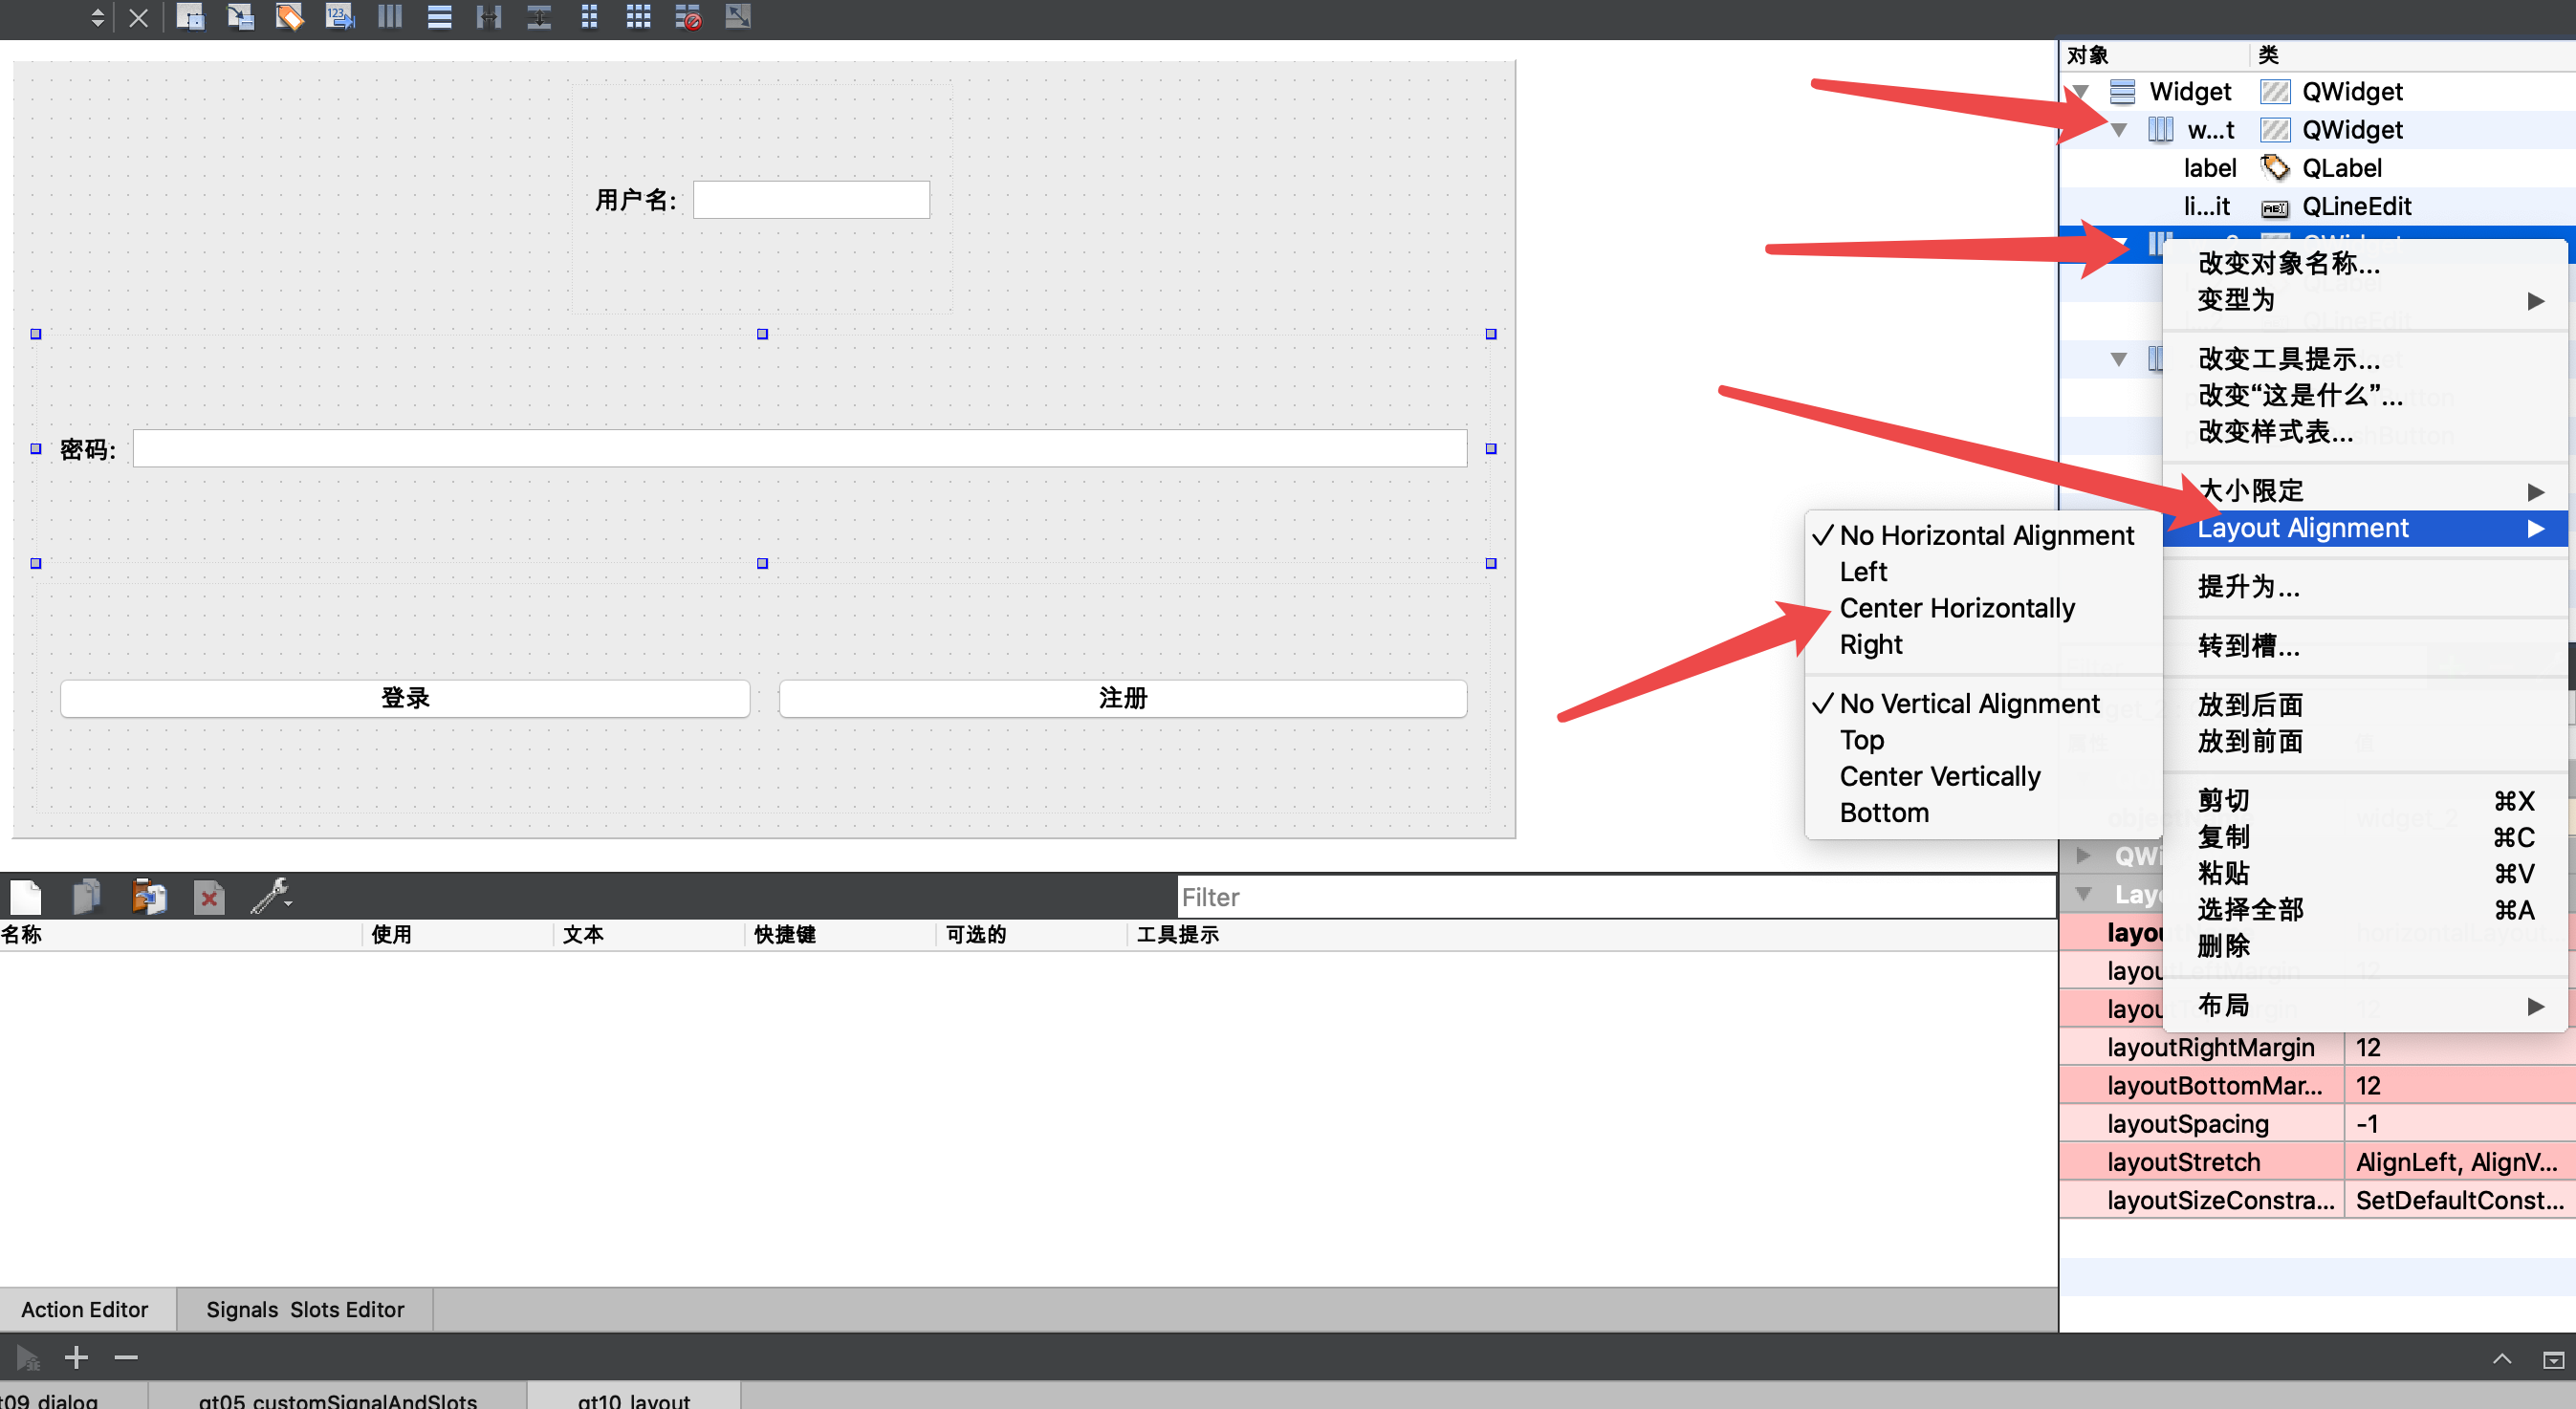 对象 类
Widget QWidget
w...t QWidget
label QLabel
li...it QLineEdit
用户名:
密码:
登录 注册
改变对象名称...
变型为
改变工具提示...
改变“这是什么”...
改变样式表...
大小限定
Layout Alignment
提升为...
转到槽...
放到后面
放到前面
剪切 ⌘X
复制 ⌘C
粘贴 ⌘V
选择全部 ⌘A
删除
布局
No Horizontal Alignment
Left
Center Horizontally
Right
No Vertical Alignment
Top
Center Vertically
Bottom
Filter
名称 使用 文本 快捷键 可选的 工具提示
QWi
Lay
layou
layou
layou
layoutRightMargin 12
layoutBottomMar... 12
layoutSpacing -1
layoutStretch AlignLeft, AlignV...
layoutSizeConstra... SetDefaultConst...
Action Editor Signals Slots Editor
t09_dialog qt05_customSignalAndSlots qt10_layout